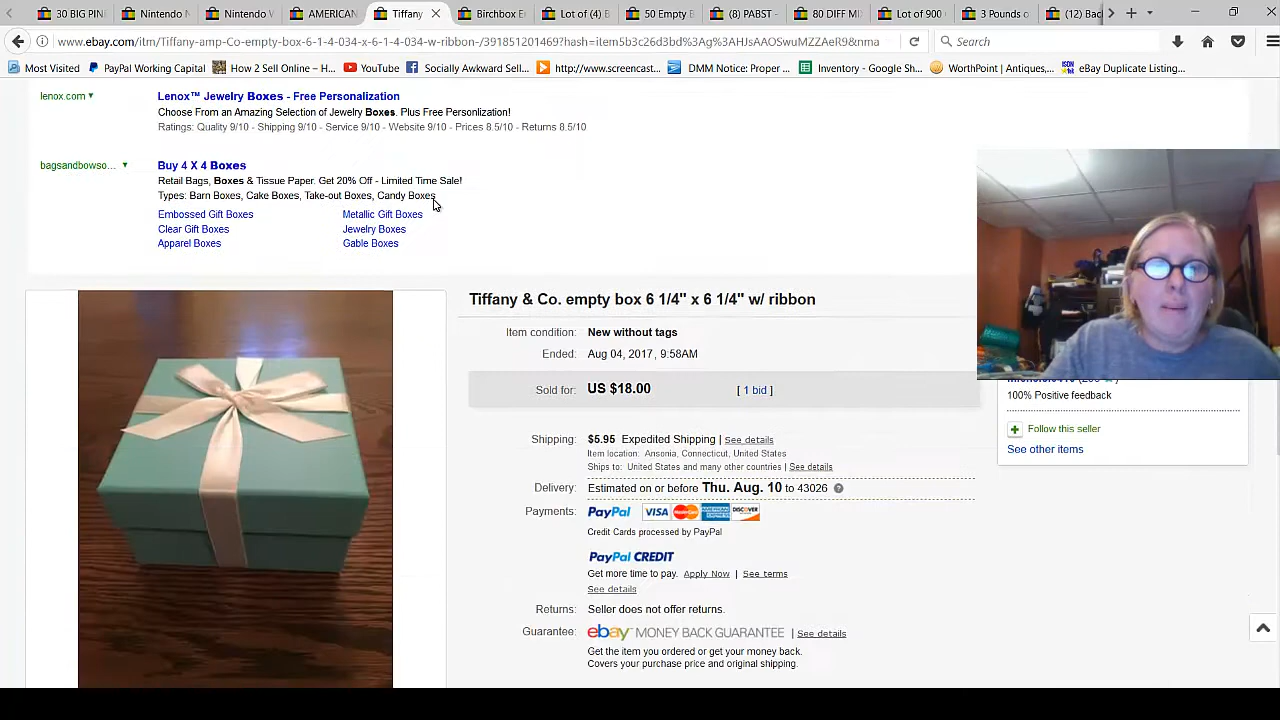 30 BIG PIN
Nintendo N
Nintendo W
AMERICAN
Tiffany
Birchbox E
Lot of (4) B
50 Empty B
(8) PABST -
80 DIFF MI
Lot of 900
3 Pounds o
(12) Bac
https://www.ebay.com/itm/Tiffany-amp-Co-empty-box-6-1-4-034-x-6-1-4-034-w-ribbon-/391851201469?hash=item5b3c26d3bd%3Ag%3AHJsAAOSwuMZZAeR9&nma
Search
Most Visited
PayPal Working Capital
How 2 Sell Online – H...
YouTube
Socially Awkward Sell...
http://www.screencast...
DMM Notice: Proper ...
Inventory - Google Sh...
WorthPoint | Antiques,...
eBay Duplicate Listing...
lenox.com
Lenox™ Jewelry Boxes - Free Personalization
Choose From an Amazing Selection of Jewelry Boxes. Plus Free Personlization!
Ratings: Quality 9/10 - Shipping 9/10 - Service 9/10 - Website 9/10 - Prices 8.5/10 - Returns 8.5/10
bagsandbowso...
Buy 4 X 4 Boxes
Retail Bags, Boxes & Tissue Paper. Get 20% Off - Limited Time Sale!
Types: Barn Boxes, Cake Boxes, Take-out Boxes, Candy Boxes
Embossed Gift Boxes
Metallic Gift Boxes
Clear Gift Boxes
Jewelry Boxes
Apparel Boxes
Gable Boxes
Tiffany & Co. empty box 6 1/4" x 6 1/4" w/ ribbon
Item condition: New without tags
Ended: Aug 04, 2017, 9:58AM
Sold for: US $18.00 [ 1 bid ]
100% Positive feedback
Follow this seller
See other items
Shipping: $5.95 Expedited Shipping | See details
Item location: Ansonia, Connecticut, United States
Ships to: United States and many other countries | See details
Delivery: Estimated on or before Thu. Aug. 10 to 43026
Payments: PayPal VISA MasterCard AMERICAN EXPRESS DISCOVER
Credit Cards processed by PayPal
PayPal CREDIT
Get more time to pay. Apply Now | See terms
See details
Returns: Seller does not offer returns.
Guarantee: ebay MONEY BACK GUARANTEE | See details
Get the item you ordered or get your money back.
Covers your purchase price and original shipping.